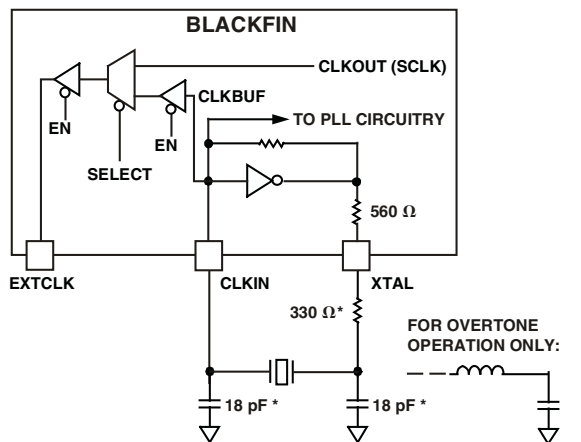 BLACKFIN
CLKOUT (SCLK)
CLKBUF
TO PLL CIRCUITRY
EN
EN
SELECT
560 Ω
EXTCLK
CLKIN
XTAL
330 Ω*
FOR OVERTONE
OPERATION ONLY:
18 pF *
18 pF *